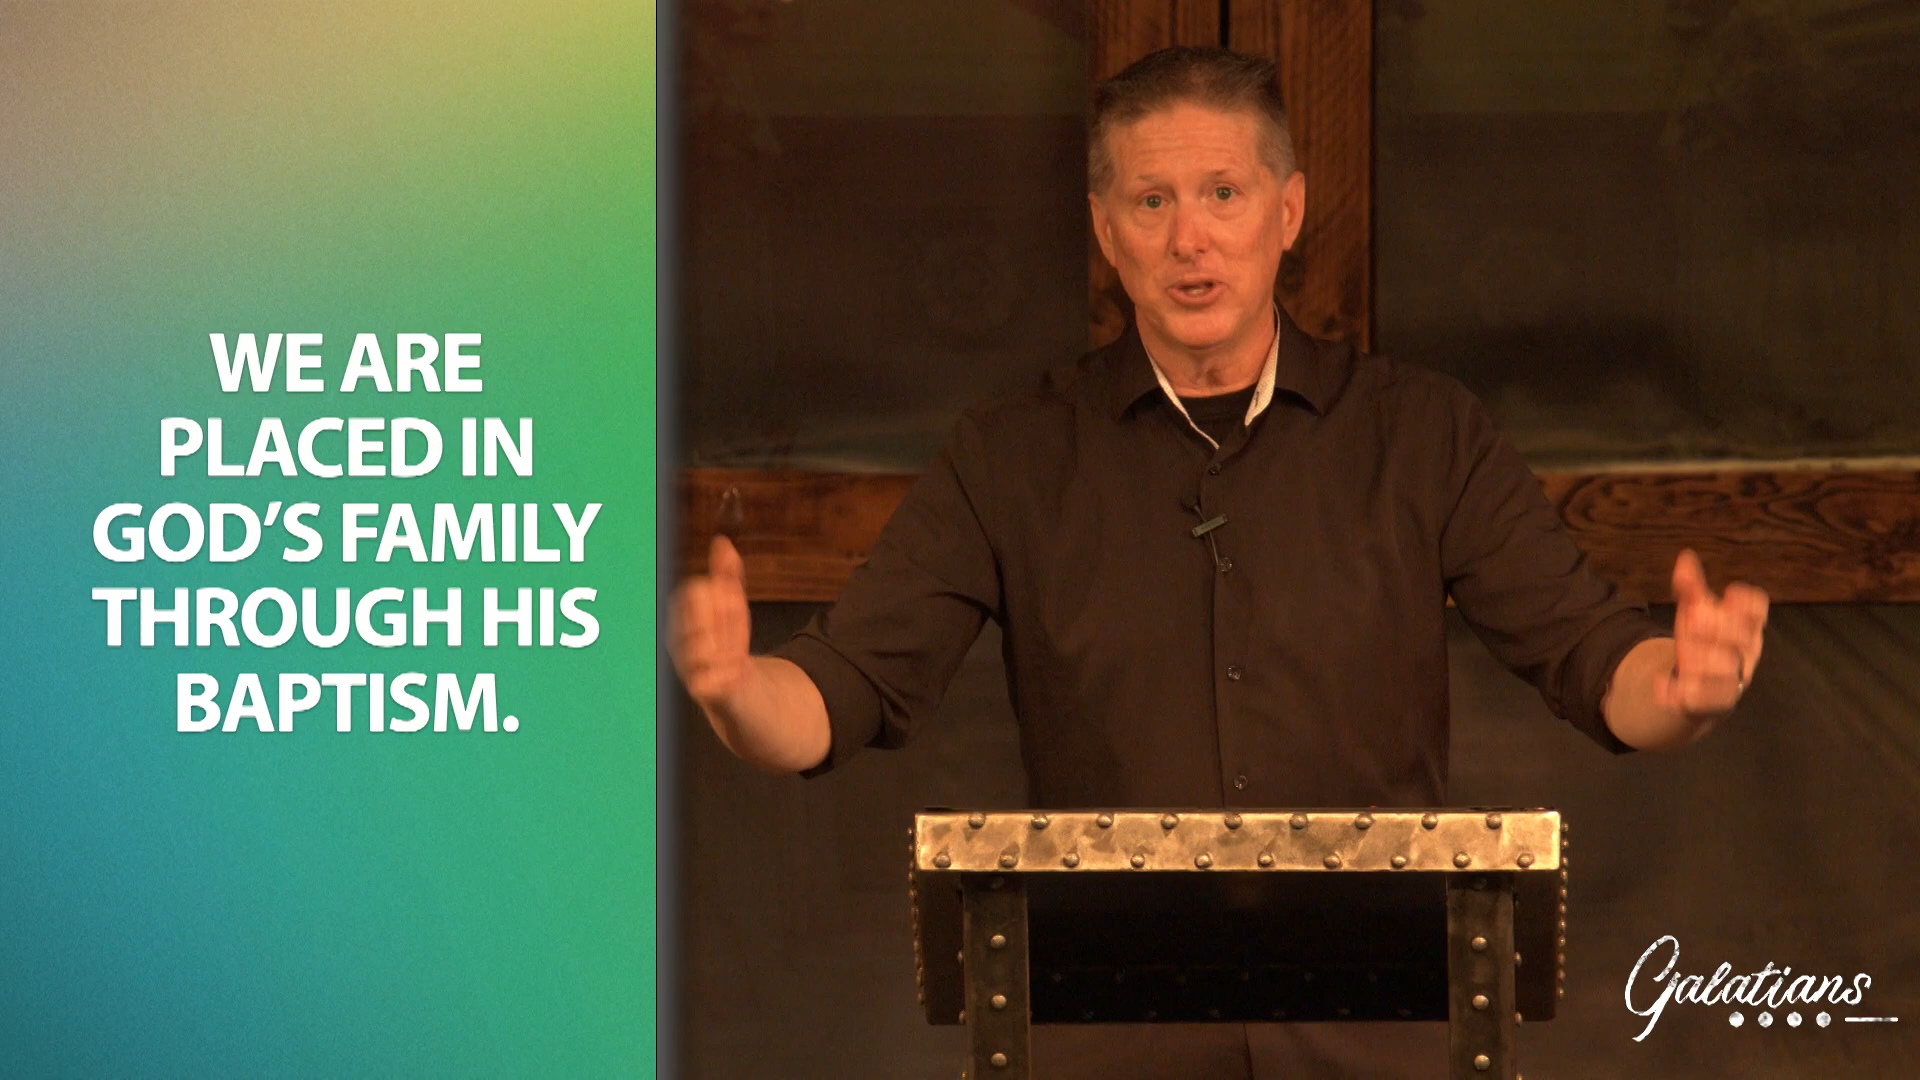 WE ARE
PLACED IN
GOD’S FAMILY
THROUGH HIS
BAPTISM.
Galatians